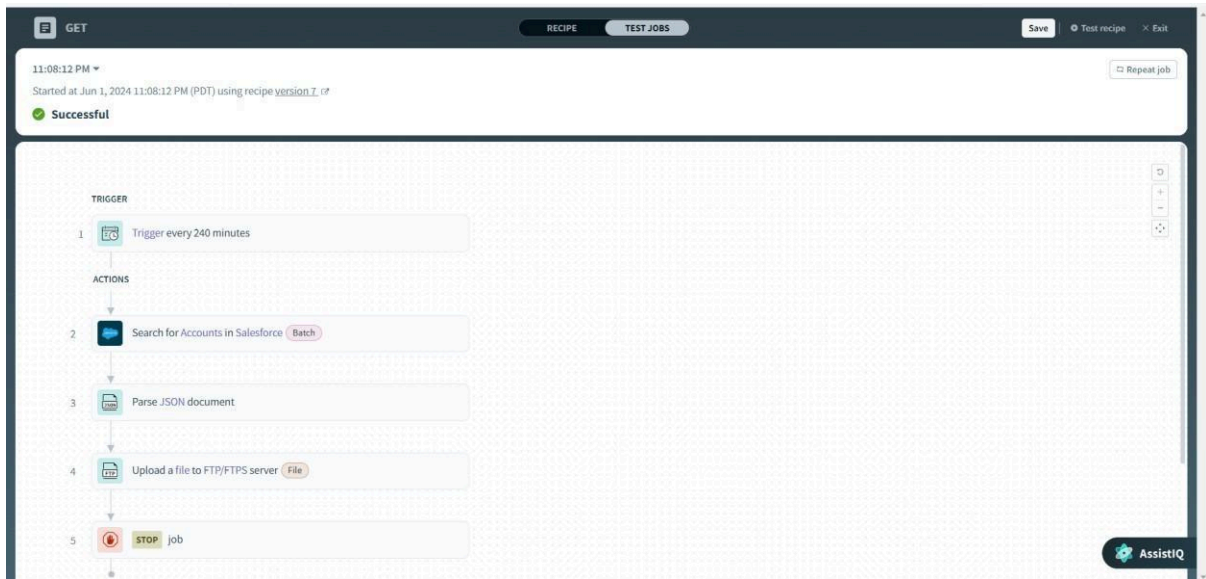 GET
RECIPE
TEST JOBS
Save
Test recipe
Exit
11:08:12 PM
Repeat job
Started at Jun 1, 2024 11:08:12 PM (PDT) using recipe version 7
Successful
TRIGGER
1 Trigger every 240 minutes
ACTIONS
2 Search for Accounts in Salesforce Batch
3 JSON Parse JSON document
4 FTP Upload a file to FTP/FTPS server File
5 STOP job
AssistIQ